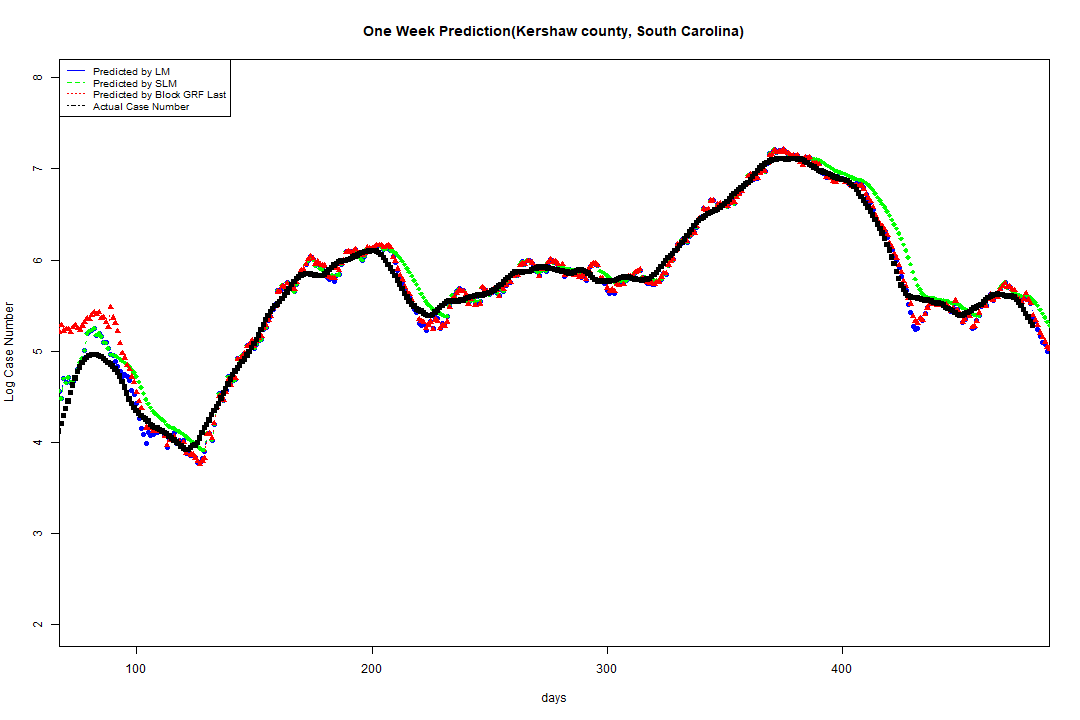 One Week Prediction(Kershaw county, South Carolina)
Predicted by LM
Predicted by SLM
Predicted by Block GRF Last
Actual Case Number
8
7
6
5
4
3
2
Log Case Number
100 200 300 400
days